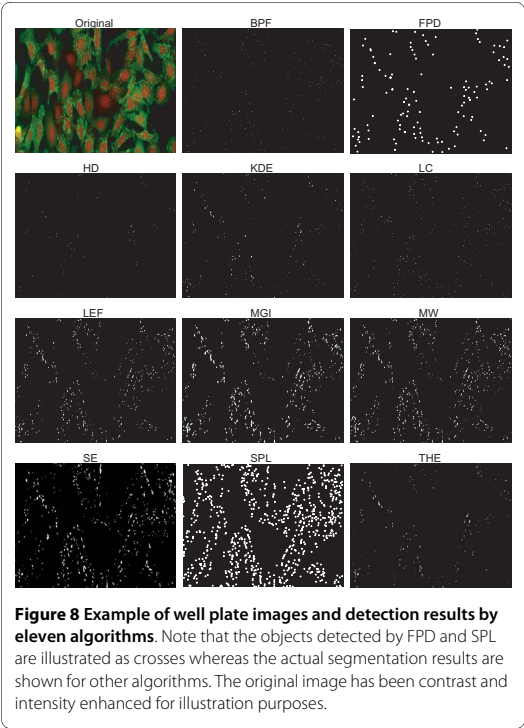 Original BPF FPD
HD KDE LC
LEF MGI MW
SE SPL THE
Figure 8 Example of well plate images and detection results by
eleven algorithms. Note that the objects detected by FPD and SPL
are illustrated as crosses whereas the actual segmentation results are
shown for other algorithms. The original image has been contrast and
intensity enhanced for illustration purposes.